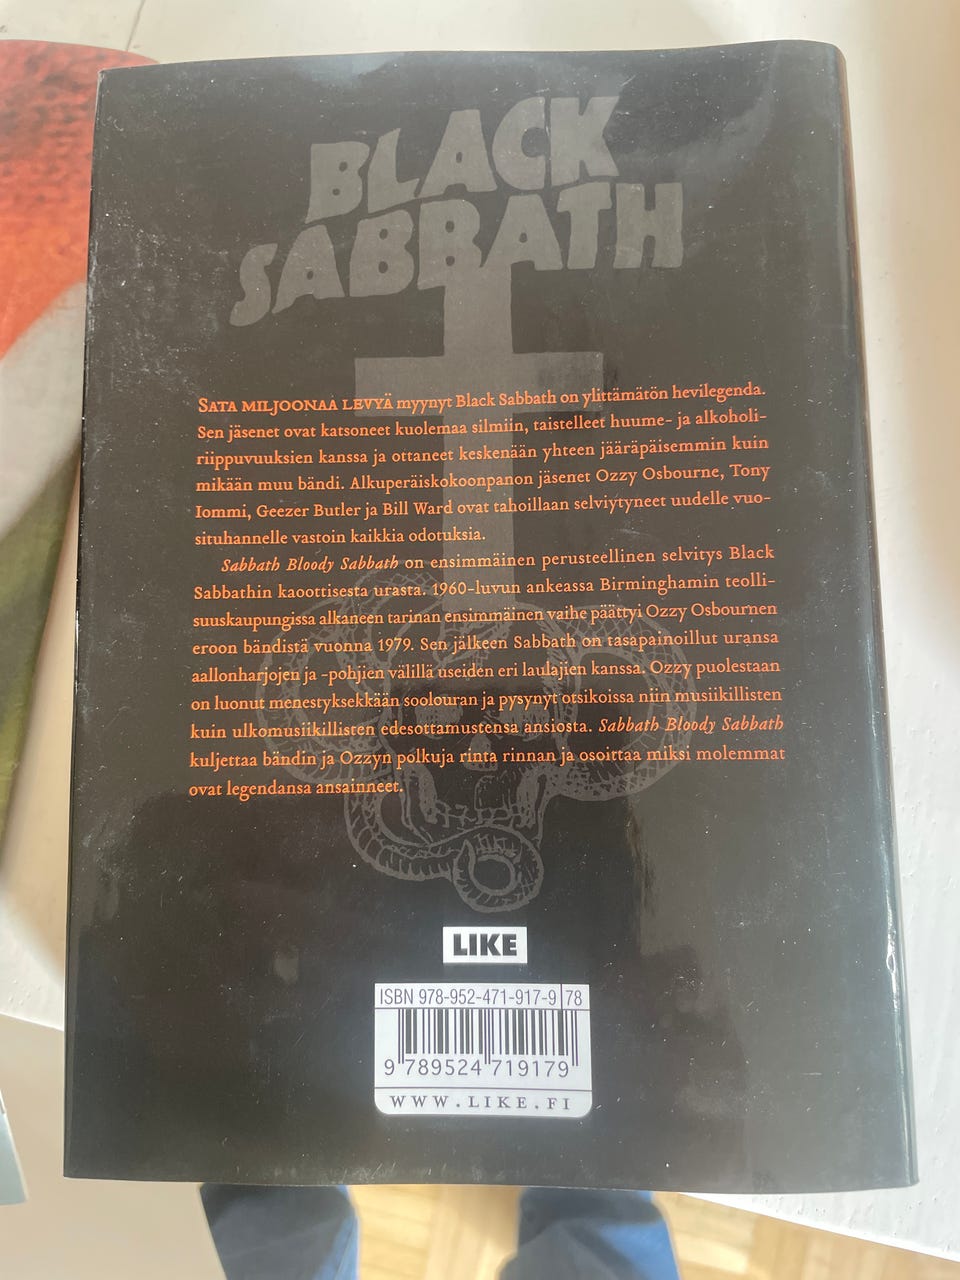 BLACK
SABBATH
SATA MILJOONAA LEVYÄ myynyt Black Sabbath on ylittämätön hevilegenda.
Sen jäsenet ovat katsoneet kuolemaa silmiin, taistelleet huume- ja alkoholi-
riippuvuuksien kanssa ja ottaneet keskenään yhteen jääräpäisemmin kuin
mikään muu bändi. Alkuperäiskokoonpanon jäsenet Ozzy Osbourne, Tony
Iommi, Geezer Butler ja Bill Ward ovat tahoillaan selviytyneet uudelle vuo-
situhannelle vastoin kaikkia odotuksia.
Sabbath Bloody Sabbath on ensimmäinen perusteellinen selvitys Black
Sabbathin kaoottisesta urasta. 1960-luvun ankeassa Birminghamin teolli-
suuskaupungissa alkaneen tarinan ensimmäinen vaihe päättyi Ozzy Osbournen
eroon bändistä vuonna 1979. Sen jälkeen Sabbath on tasapainoillut uransa
aallonharjojen ja -pohjien välillä useiden eri laulajien kanssa. Ozzy puolestaan
on luonut menestyksekkään soolouran ja pysynyt otsikoissa niin musiikillisten
kuin ulkomusiikillisten edesottamustensa ansiosta. Sabbath Bloody Sabbath
kuljettaa bändin ja Ozzyn polkuja rinta rinnan ja osoittaa miksi molemmat
ovat legendansa ansainneet.
LIKE
ISBN 978-952-471-917-9 78
9 789524 719179
WWW.LIKE.FI